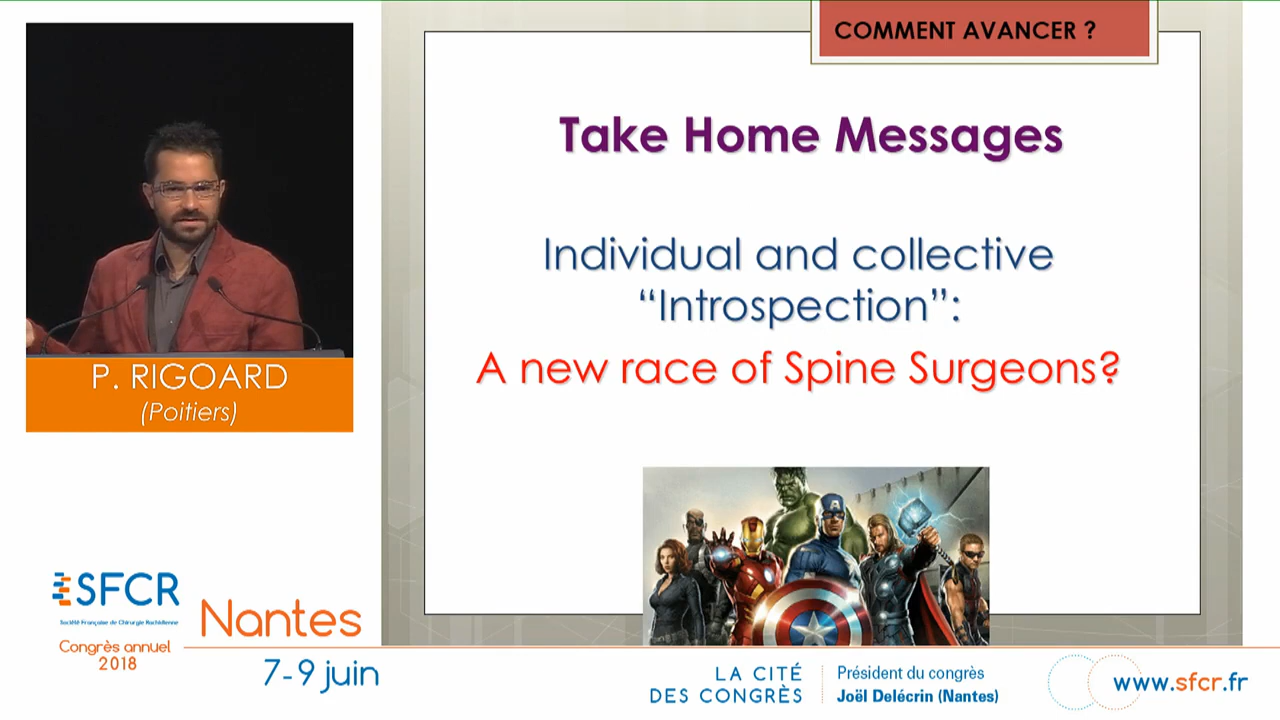 COMMENT AVANCER ?
Take Home Messages
Individual and collective
“Introspection”:
A new race of Spine Surgeons?
P. RIGOARD
(Poitiers)
SFCR
Société Française de Chirurgie Rachidienne
Congrès annuel
2018
Nantes
7-9 juin
LA CITÉ
DES CONGRÈS
Président du congrès
Joël Delécrin (Nantes)
www.sfcr.fr